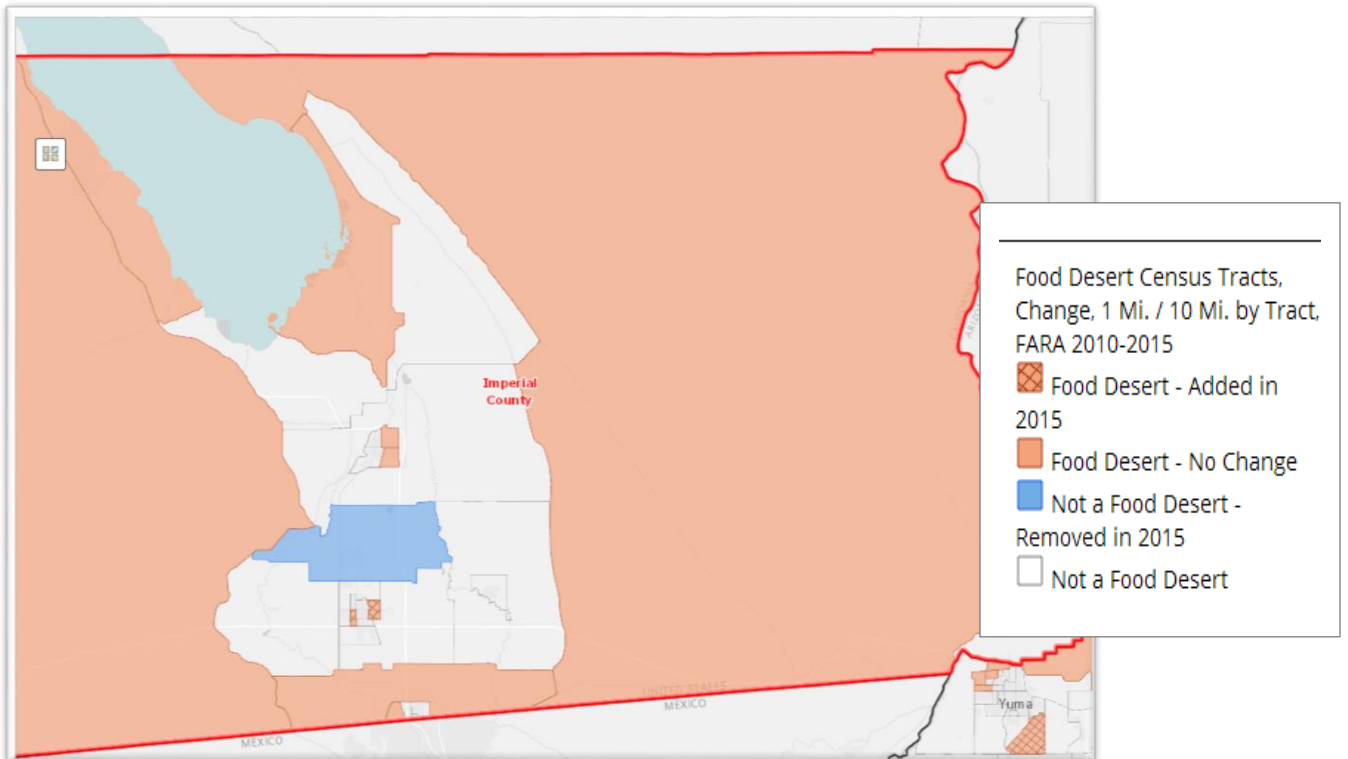 Imperial
County
ARIZO
UNITED STATES
MEXICO
MEXICO
Yuma
Food Desert Census Tracts,
Change, 1 Mi. / 10 Mi. by Tract,
FARA 2010-2015
Food Desert - Added in
2015
Food Desert - No Change
Not a Food Desert -
Removed in 2015
Not a Food Desert